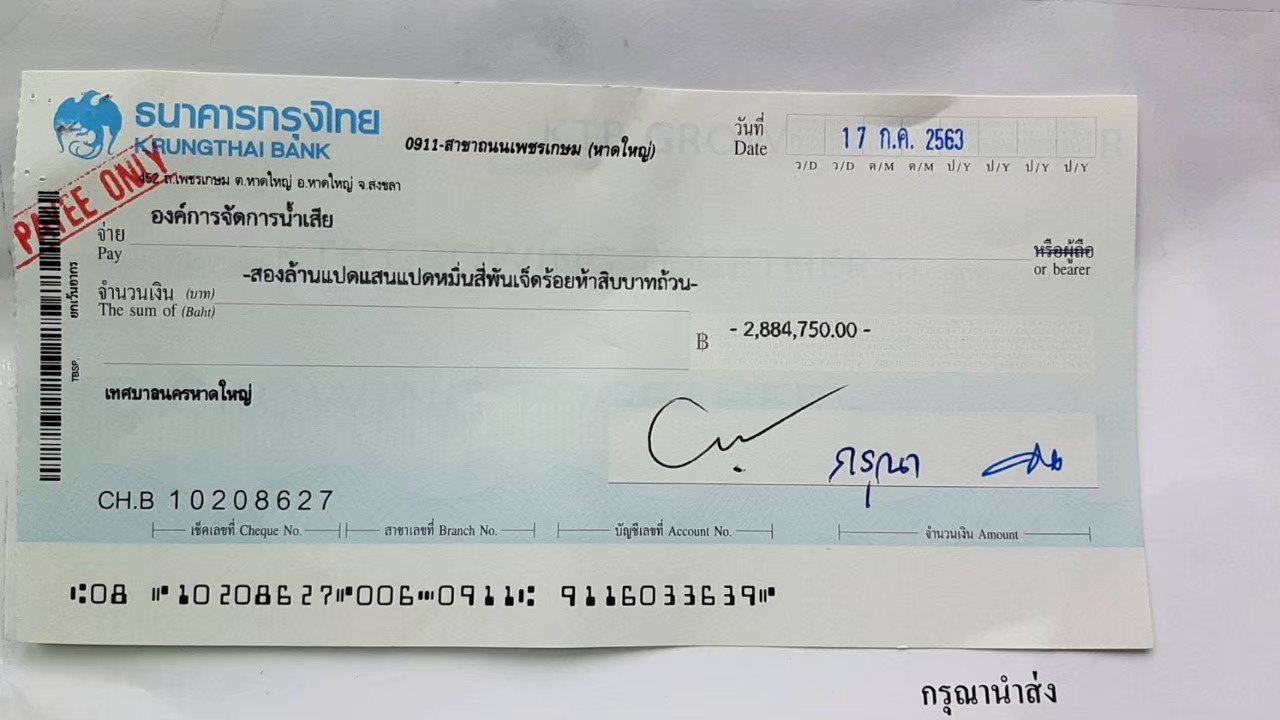 ธนาคารกรุงไทย
KRUNGTHAI BANK
0911-สาขาถนนเพชรเกษม (หาดใหญ่)
452 ถ.เพชรเกษม ต.หาดใหญ่ อ.หาดใหญ่ จ.สงขลา
วันที่ 17 ก.ค. 2563
Date
ว/D ว/D ด/M ด/M ป/Y ป/Y ป/Y ป/Y
PAYEE ONLY
องค์การจัดการน้ำเสีย
จ่าย หรือผู้ถือ
Pay or bearer
-สองล้านแปดแสนแปดหมื่นสี่พันเจ็ดร้อยห้าสิบบาทถ้วน-
จำนวนเงิน (บาท)
The sum of (Baht)
฿ - 2,884,750.00 -
ยกเว้นอากร
TBSP.
เทศบาลนครหาดใหญ่
กรุณา
CH.B 10208627
เช็คเลขที่ Cheque No. สาขาเลขที่ Branch No. บัญชีเลขที่ Account No. จำนวนเงิน Amount
⑆08 ⑈10208627⑈006⑉0911⑆ 9116033639⑈
กรุณานำส่ง